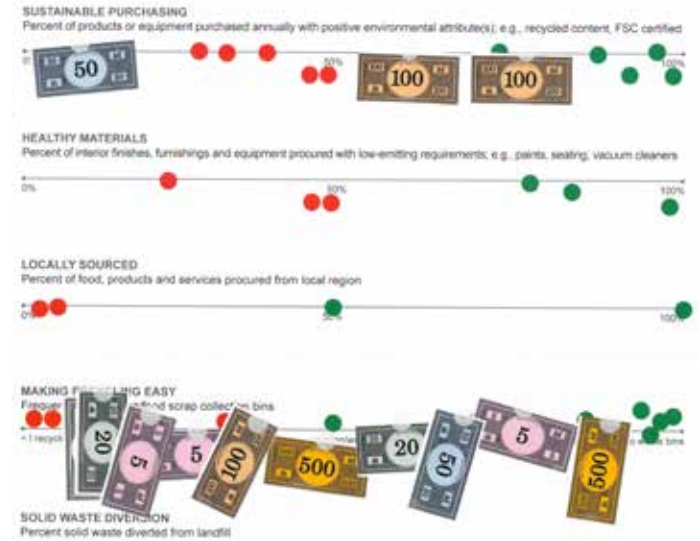 SUSTAINABLE PURCHASING
Percent of products or equipment purchased annually with positive environmental attribute(s); e.g., recycled content, FSC certified
50%
100%
50
100
100
HEALTHY MATERIALS
Percent of interior finishes, furnishings and equipment procured with low-emitting requirements; e.g., paints, seating, vacuum cleaners
0%
50%
100%
LOCALLY SOURCED
Percent of food, products and services procured from local region
0%
50%
100%
MAKING EASY
scrap collection bins
20
5
5
100
500
20
50
5
500
SOLID WASTE DIVERSION
Percent solid waste diverted from landfill